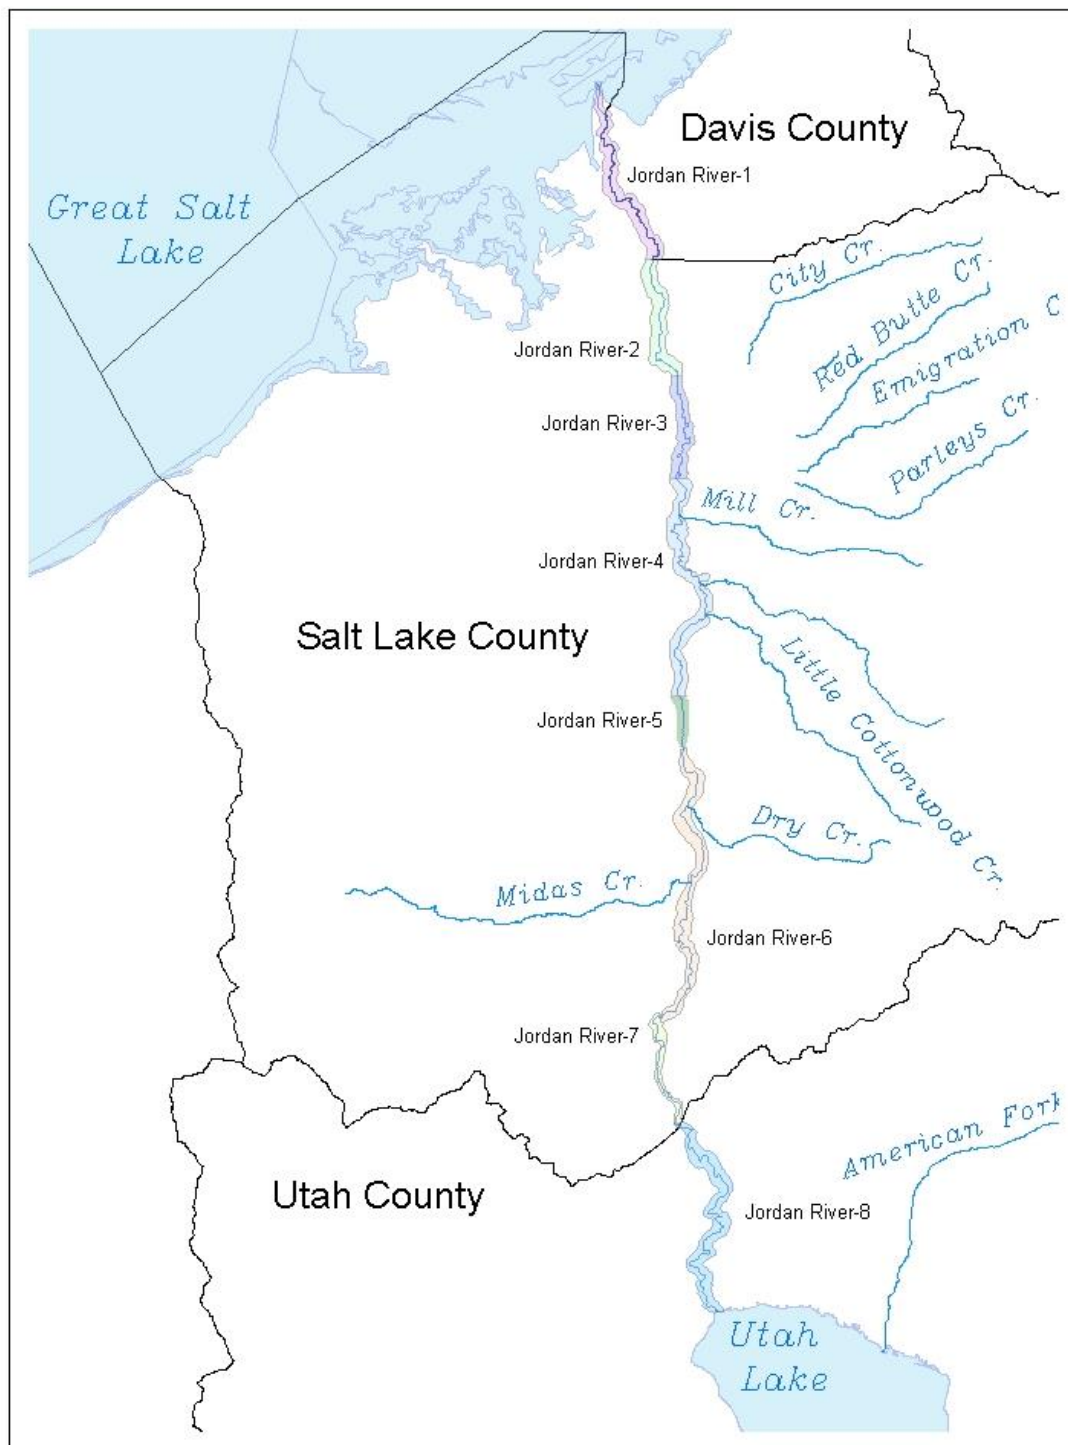 Davis County
Jordan River-1
Great Salt
Lake
City Cr.
Red Butte Cr.
Jordan River-2
Emigration C
Jordan River-3
Parleys Cr.
Mill Cr.
Jordan River-4
Salt Lake County
Little Cottonwood Cr.
Jordan River-5
Dry Cr.
Midas Cr.
Jordan River-6
Jordan River-7
American Fork
Utah County
Jordan River-8
Utah
Lake